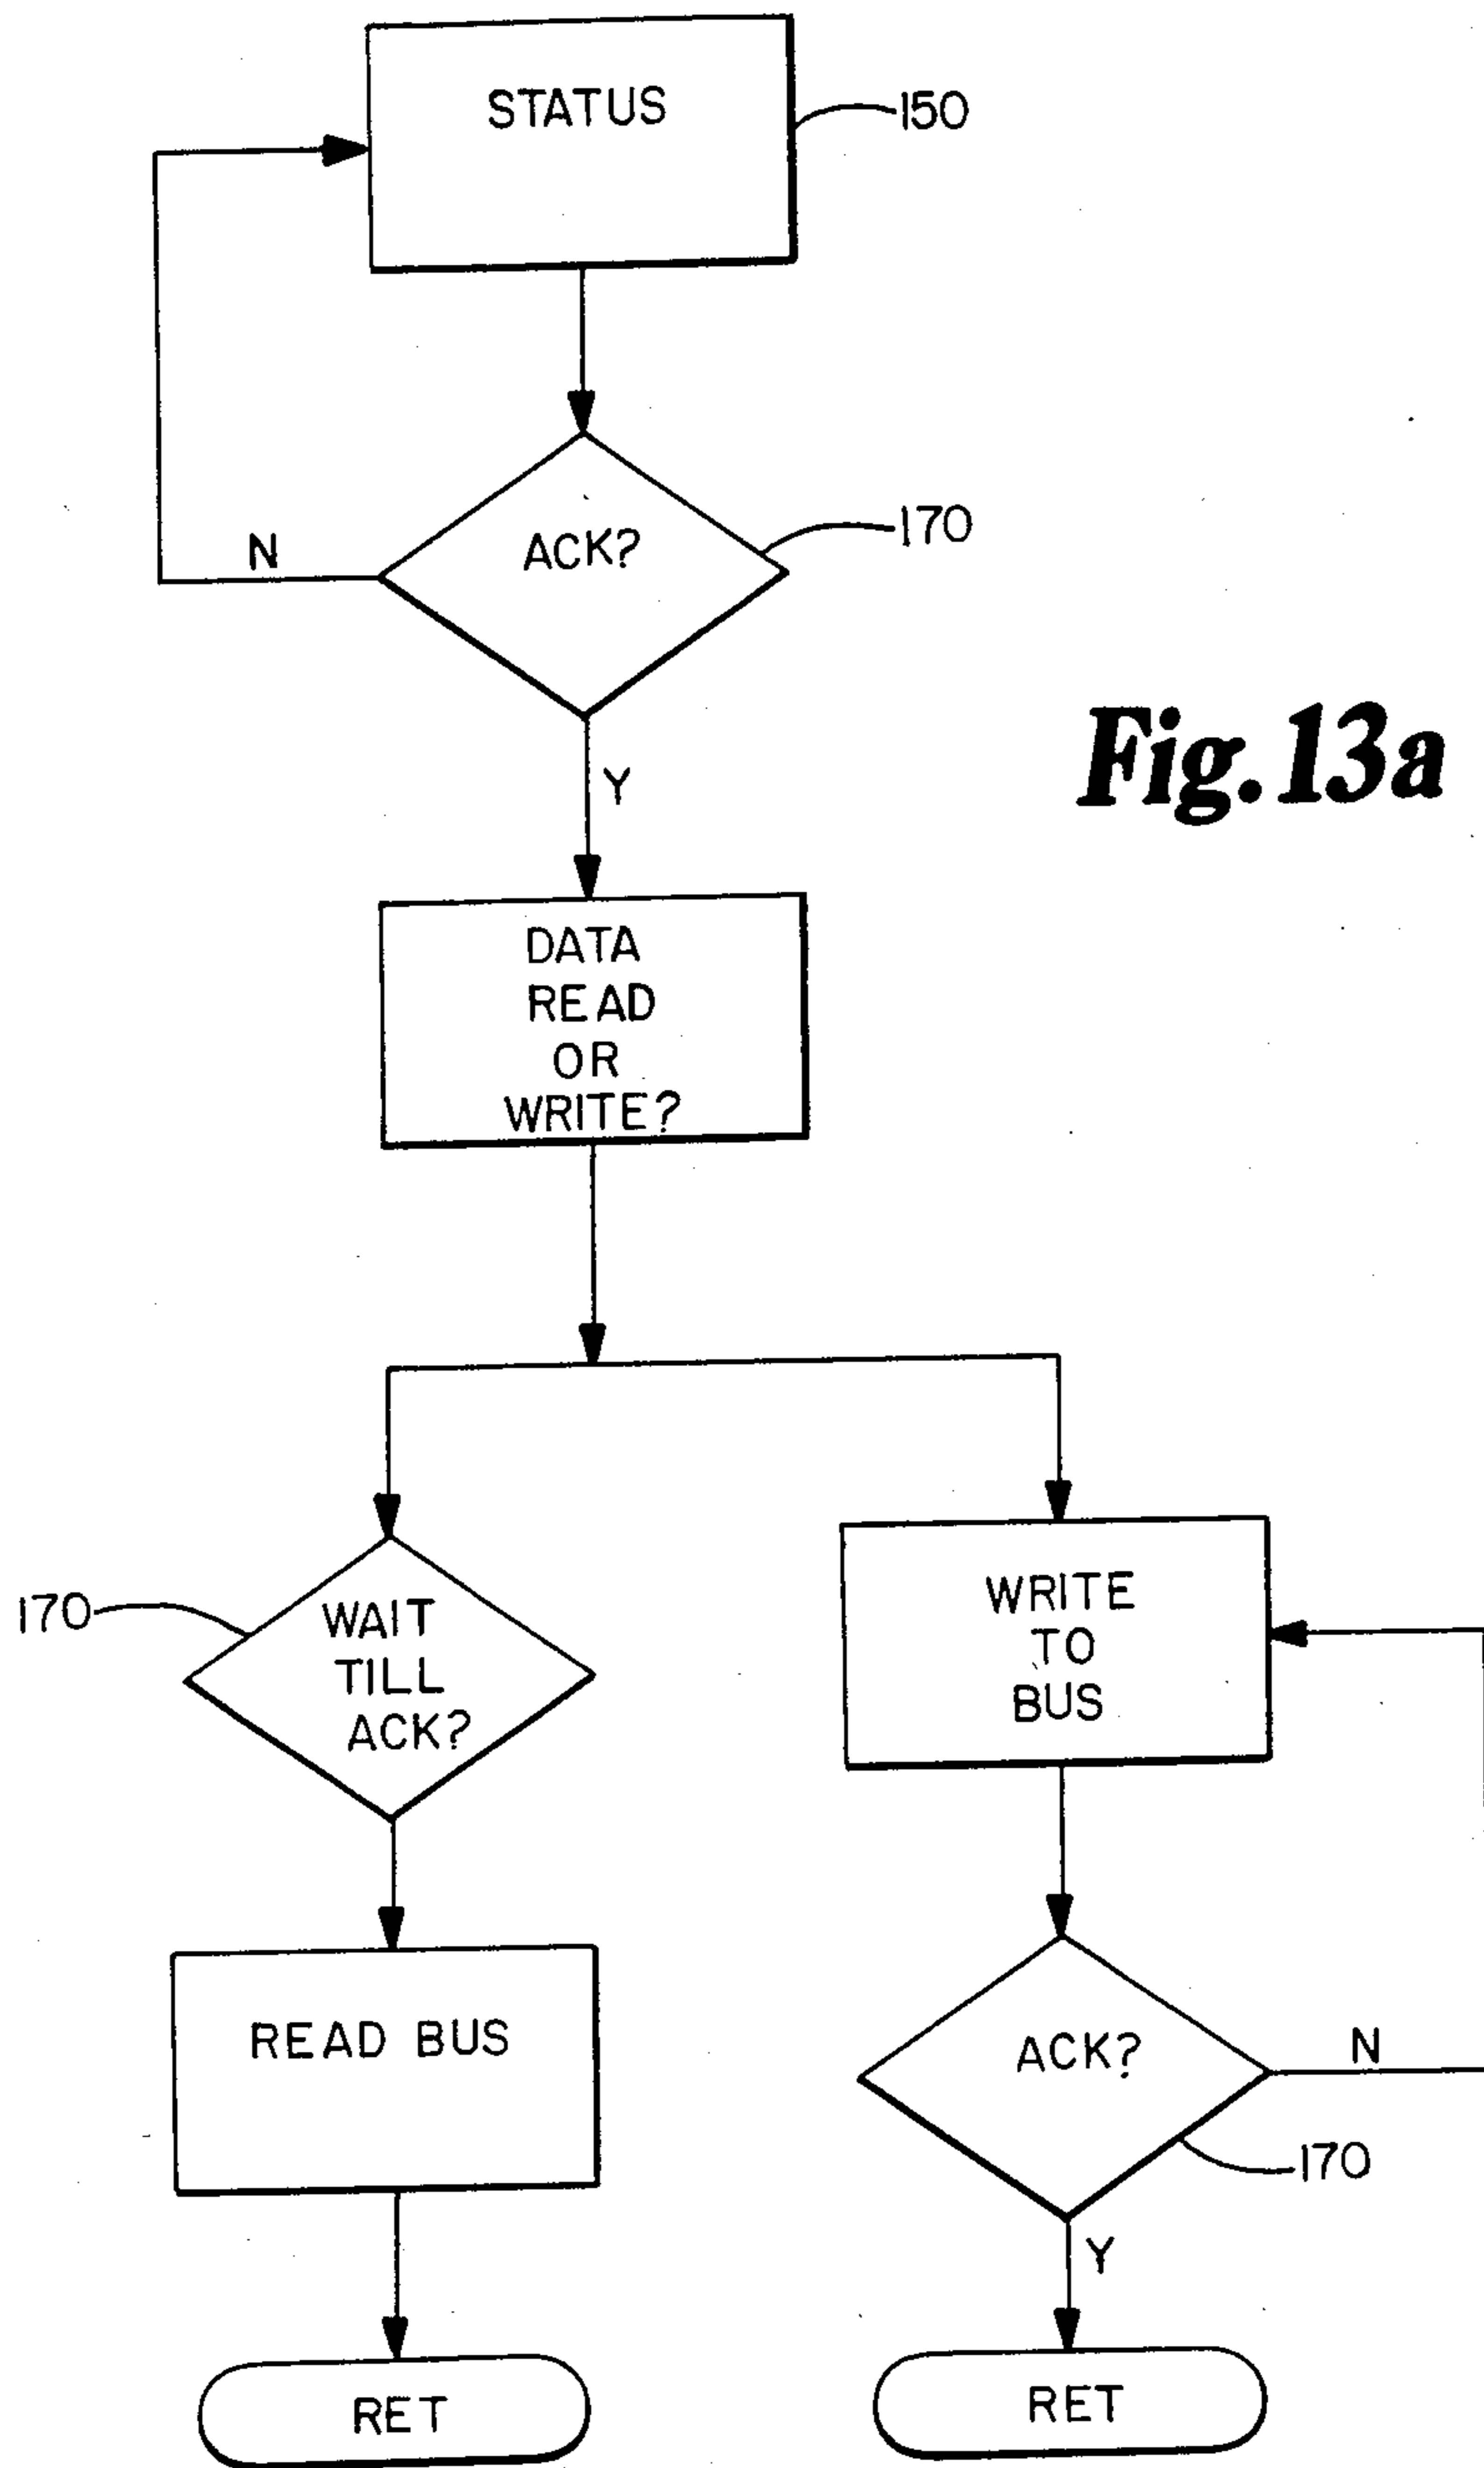 STATUS
150
ACK?
170
N
Y
Fig. 13a
DATA
READ
OR
WRITE?
170
WAIT
TILL
ACK?
WRITE
TO
BUS
READ BUS
ACK?
N
170
Y
RET
RET